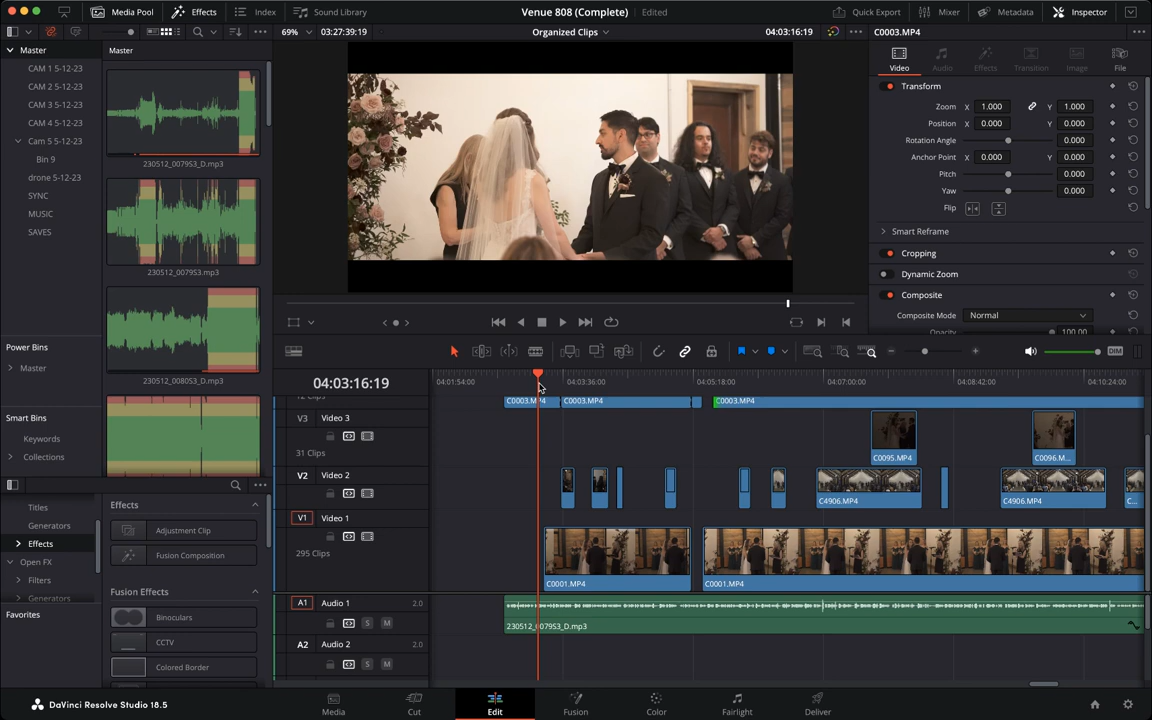 Media Pool
Effects
Index
Sound Library
Venue 808 (Complete)
Edited
Quick Export
Mixer
Metadata
Inspector
69%
03:27:39:19
Organized Clips
04:03:16:19
C0003.MP4
Master
Master
CAM 1 5-12-23
CAM 2 5-12-23
CAM 3 5-12-23
CAM 4 5-12-23
Cam 5 5-12-23
Bin 9
drone 5-12-23
SYNC
MUSIC
SAVES
230512_0079S3_D.mp3
230512_0079S3.mp3
230512_0080S3_D.mp3
Power Bins
Master
Smart Bins
Keywords
Collections
Video
Audio
Effects
Transition
Image
File
Transform
Zoom X 1.000 Y 1.000
Position X 0.000 Y 0.000
Rotation Angle 0.000
Anchor Point X 0.000 Y 0.000
Pitch 0.000
Yaw 0.000
Flip
Smart Reframe
Cropping
Dynamic Zoom
Composite
Composite Mode Normal
Opacity 100.00
DIM
04:03:16:19
04:01:54:00
04:03:36:00
04:05:18:00
04:07:00:00
04:08:42:00
04:10:24:00
C0003.MP4
C0003.MP4
C0003.MP4
V3 Video 3
31 Clips
C0095.MP4
C0096.M...
V2 Video 2
C4906.MP4
C4906.MP4
C...
V1 Video 1
295 Clips
C0001.MP4
C0001.MP4
A1 Audio 1 2.0
S M
230512_0079S3_D.mp3
A2 Audio 2 2.0
S M
Titles
Generators
Effects
Open FX
Filters
Generators
Favorites
Effects
Adjustment Clip
Fusion Composition
Fusion Effects
Binoculars
CCTV
Colored Border
DaVinci Resolve Studio 18.5
Media
Cut
Edit
Fusion
Color
Fairlight
Deliver